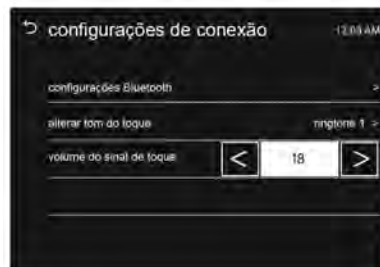 configurações de conexão 12:00 AM
configurações Bluetooth >
alterar tom do toque ringtone 1 >
volume do sinal de toque < 18 >